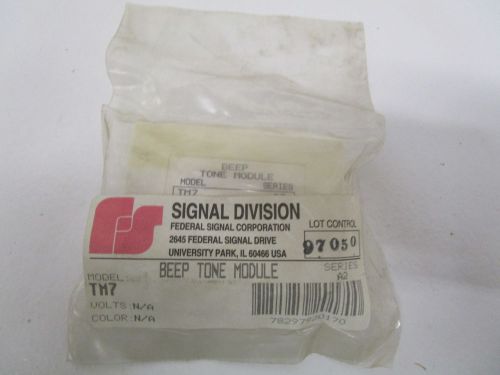 BEEP
TONE MODULE
MODEL SERIES
TM7
SIGNAL DIVISION
FEDERAL SIGNAL CORPORATION
2645 FEDERAL SIGNAL DRIVE
UNIVERSITY PARK, IL 60466 USA
LOT CONTROL
97050
BEEP TONE MODULE
MODEL
TM7
SERIES
A2
VOLTS:N/A
COLOR:N/A
78297920170